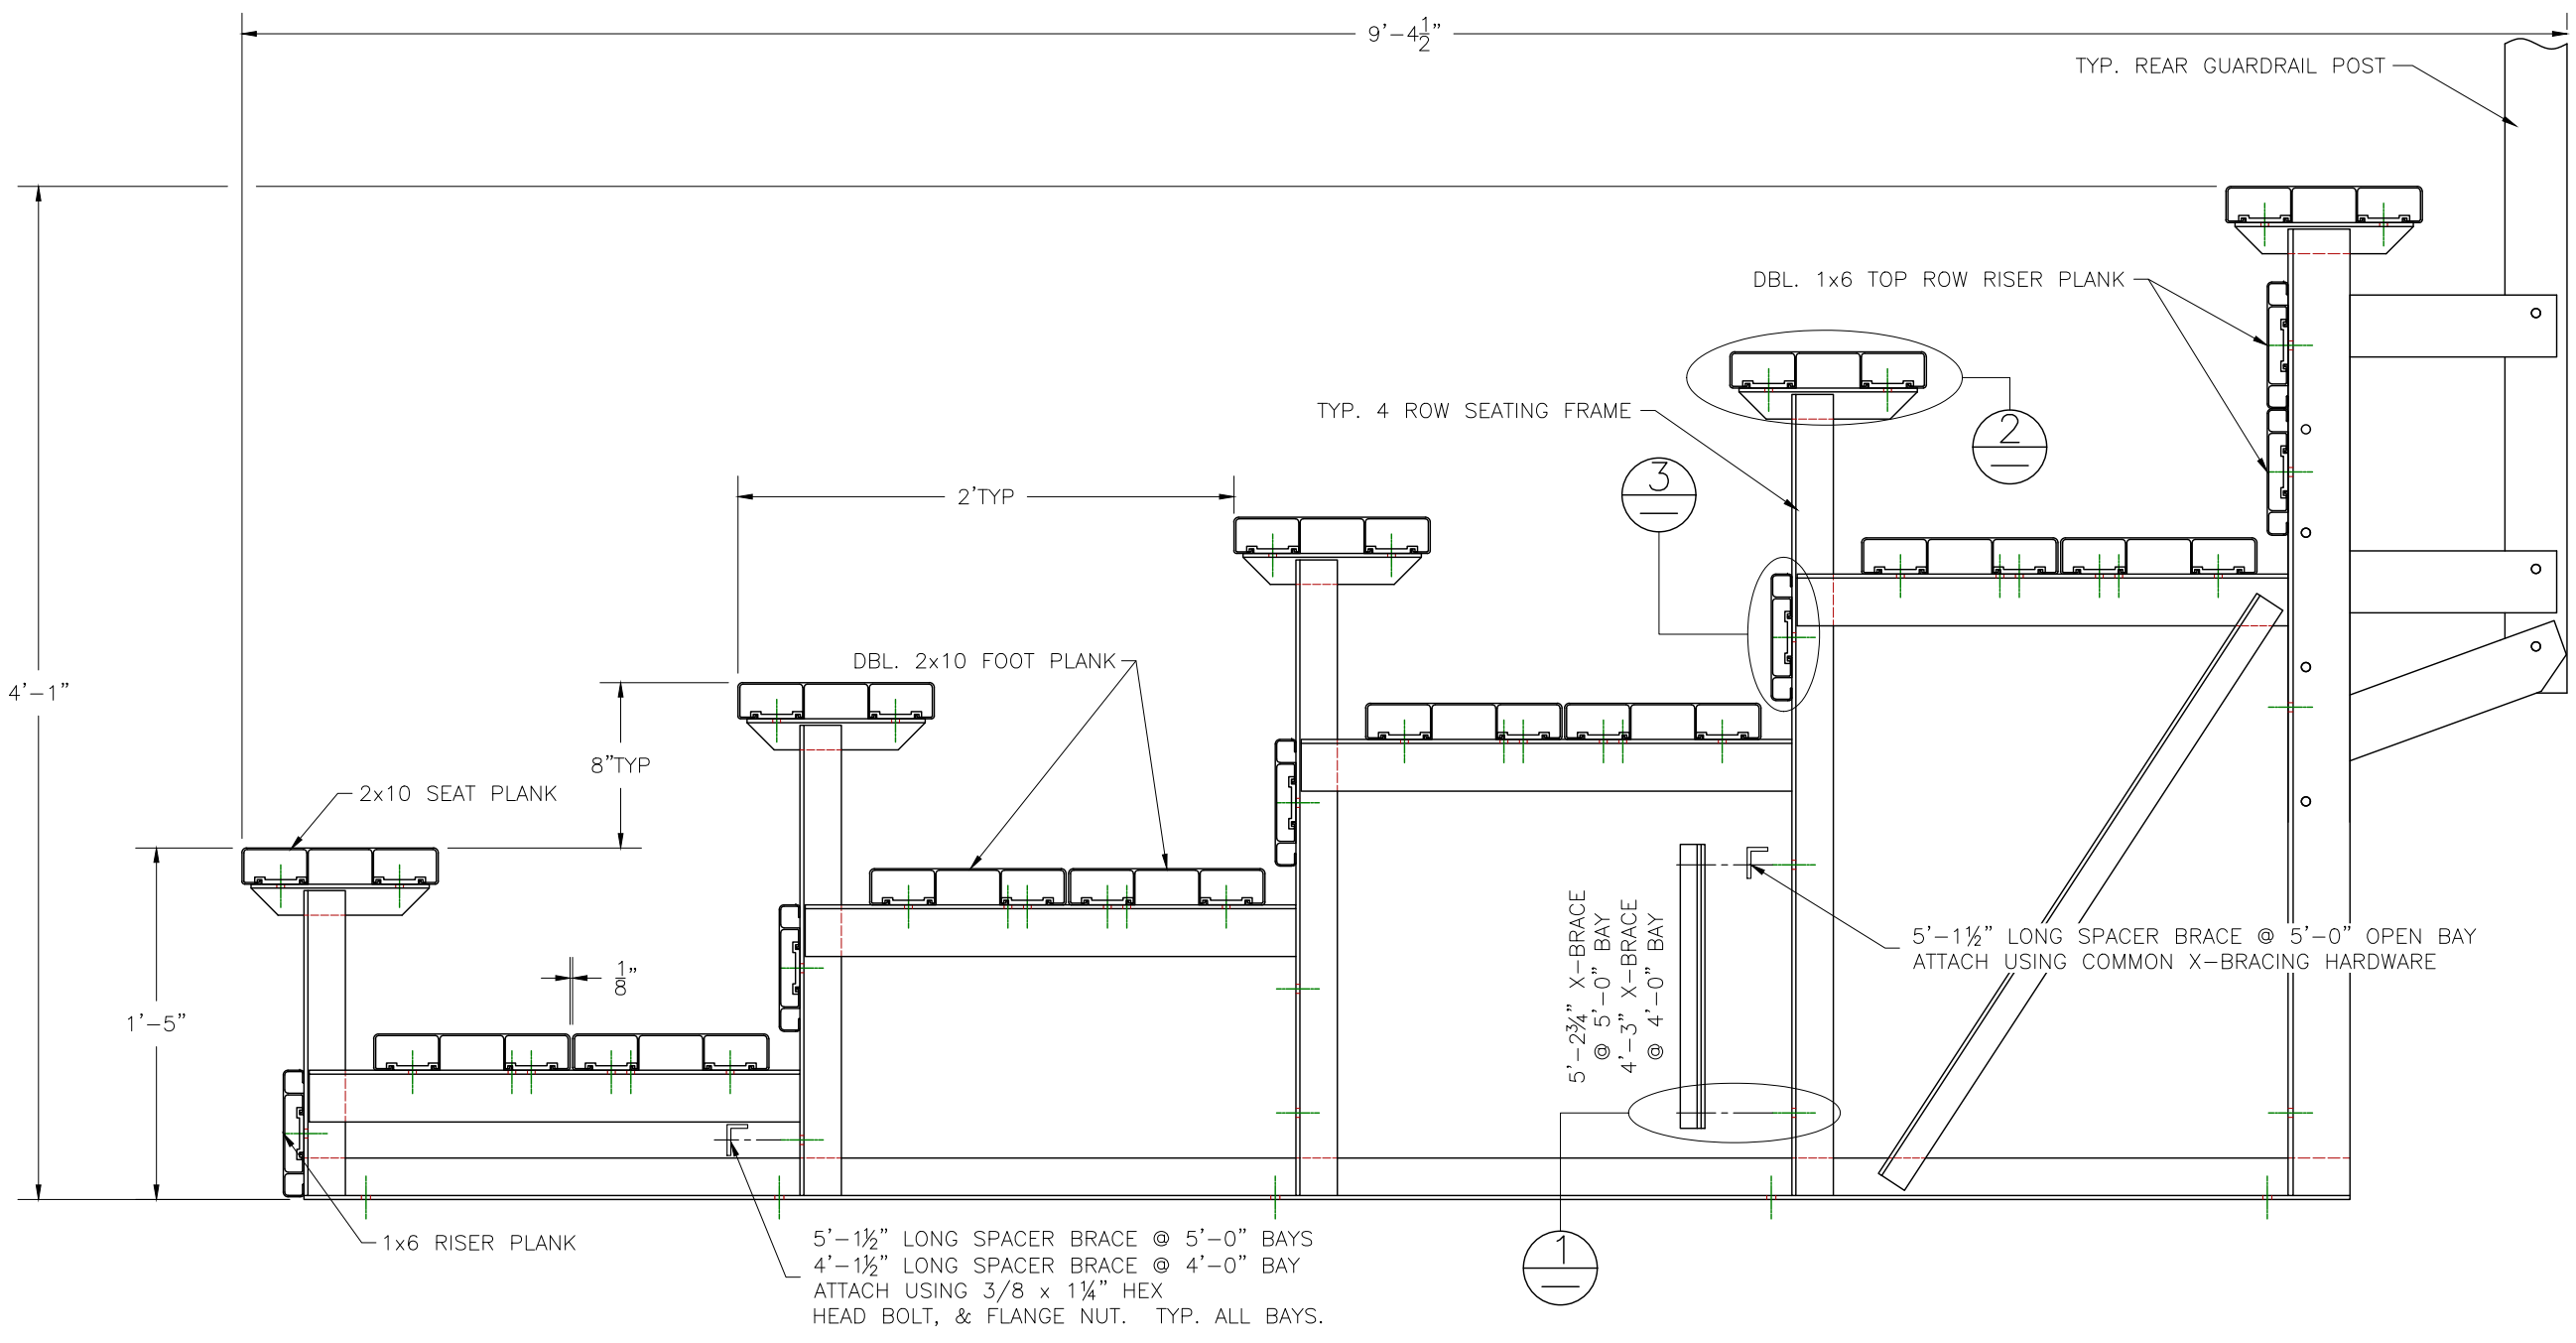 9'-4½"
TYP. REAR GUARDRAIL POST
DBL. 1x6 TOP ROW RISER PLANK
TYP. 4 ROW SEATING FRAME
2
3
2'TYP
DBL. 2x10 FOOT PLANK
4'-1"
8"TYP
2x10 SEAT PLANK
5'-2¾" X-BRACE
@ 5'-0" BAY
4'-3" X-BRACE
@ 4'-0" BAY
5'-1½" LONG SPACER BRACE @ 5'-0" OPEN BAY
ATTACH USING COMMON X-BRACING HARDWARE
⅛"
1'-5"
1x6 RISER PLANK
5'-1½" LONG SPACER BRACE @ 5'-0" BAYS
4'-1½" LONG SPACER BRACE @ 4'-0" BAY
ATTACH USING 3/8 x 1¼" HEX
HEAD BOLT, & FLANGE NUT. TYP. ALL BAYS.
1